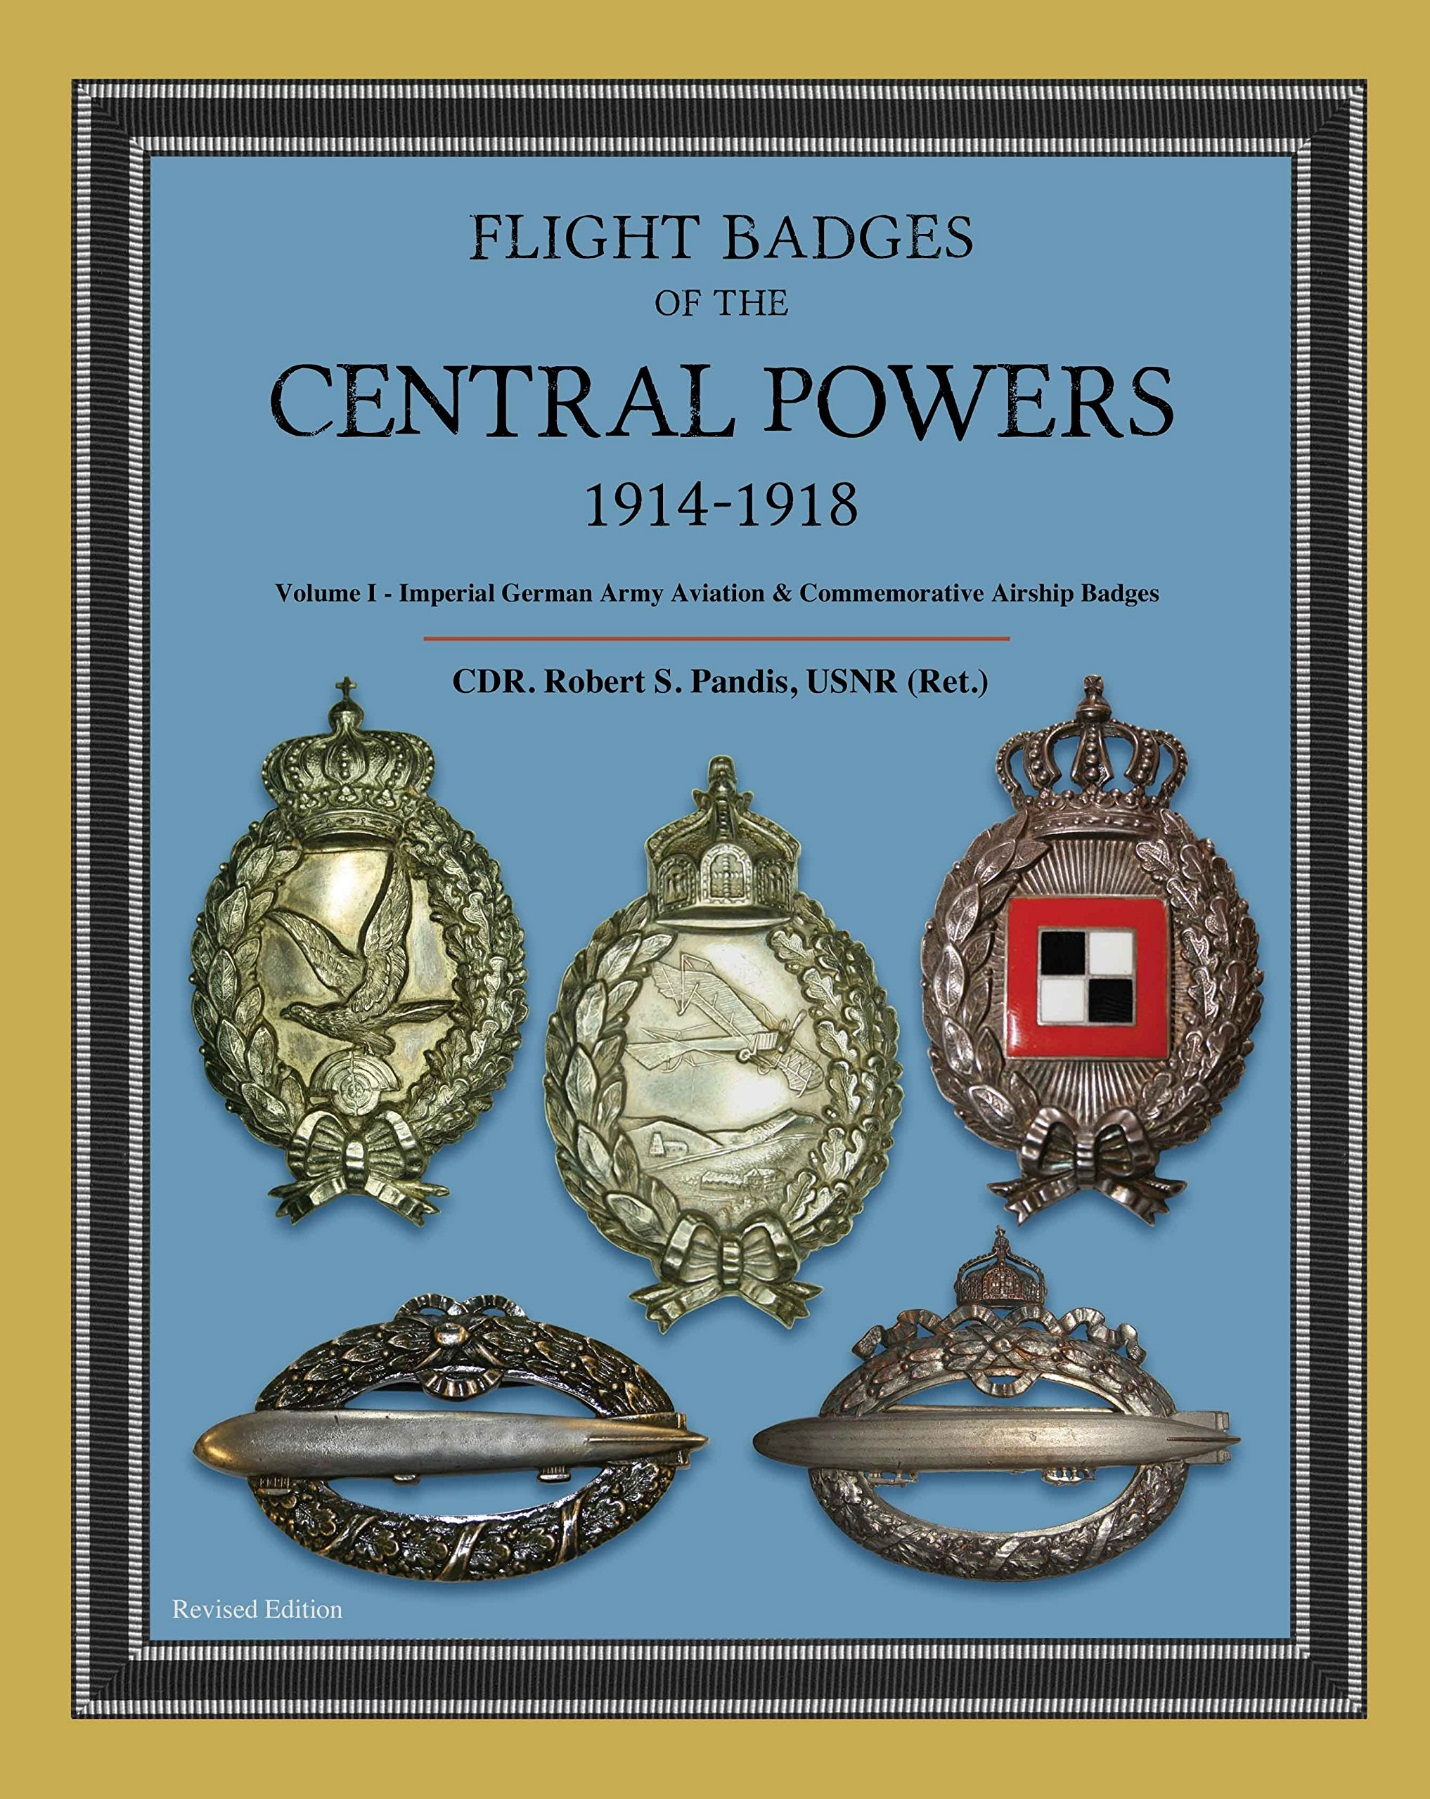 FLIGHT BADGES
OF THE
CENTRAL POWERS
1914-1918
Volume I - Imperial German Army Aviation & Commemorative Airship Badges
CDR. Robert S. Pandis, USNR (Ret.)
Revised Edition